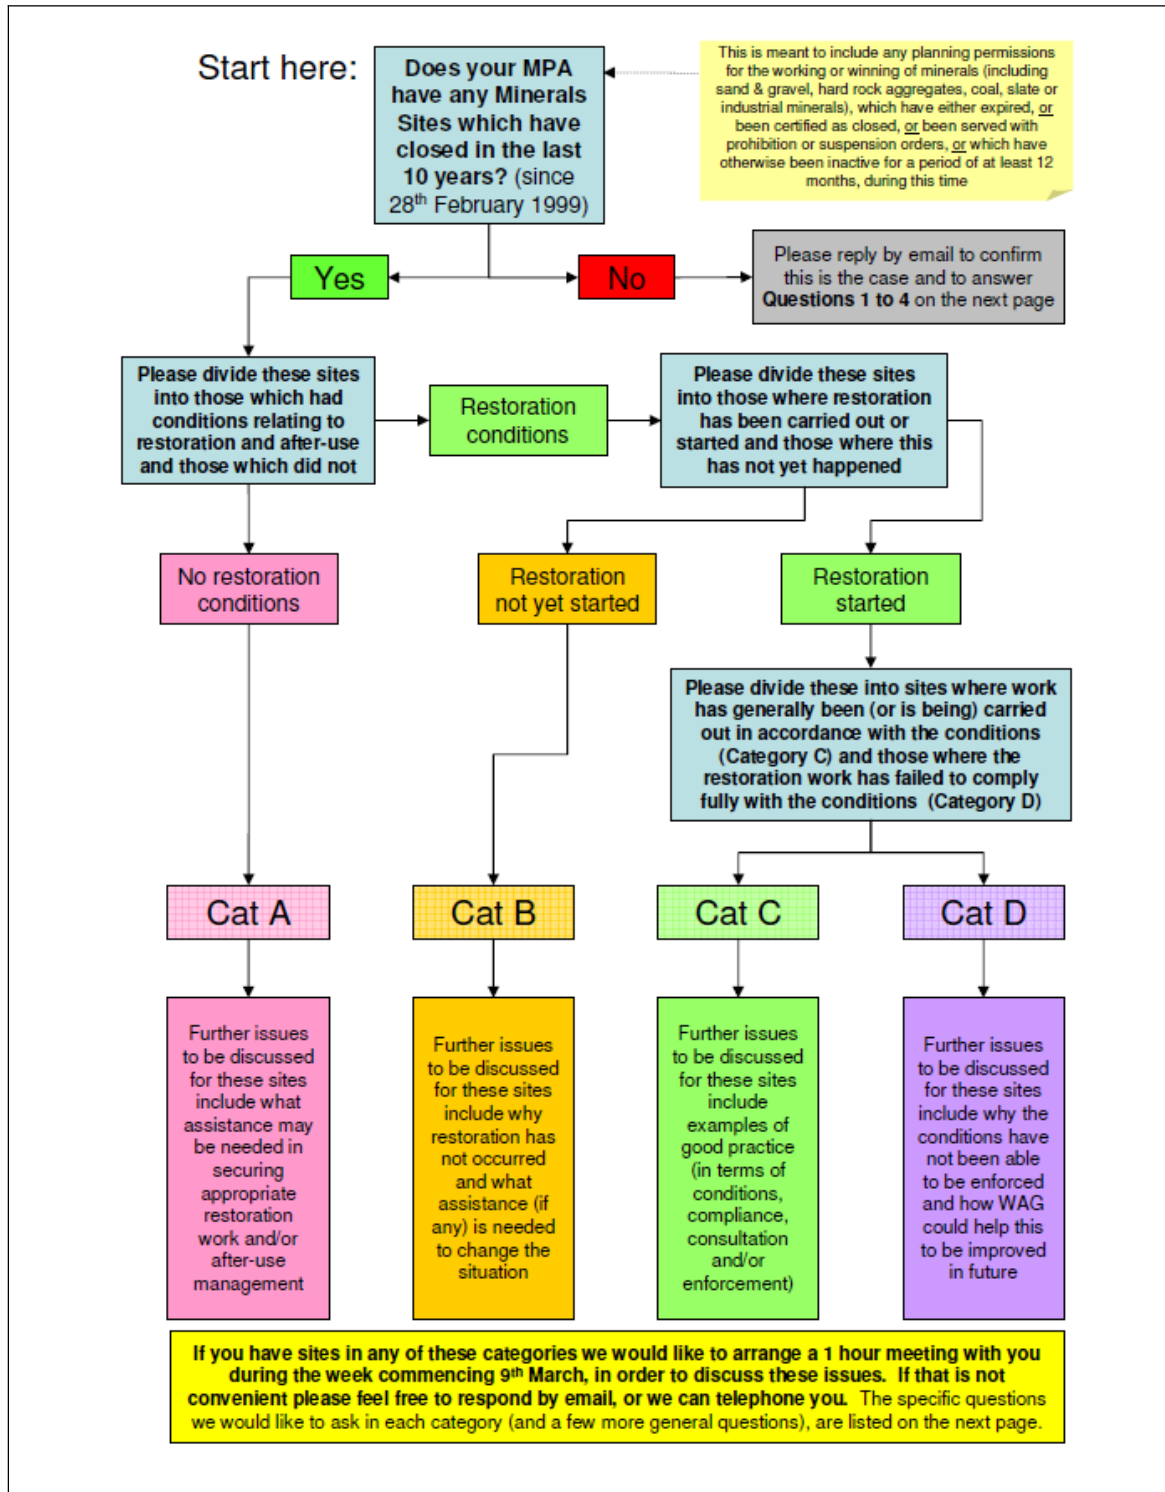 Start here:
Does your MPA
have any Minerals
Sites which have
closed in the last
10 years? (since
28th February 1999)
This is meant to include any planning permissions
for the working or winning of minerals (including
sand & gravel, hard rock aggregates, coal, slate or
industrial minerals), which have either expired, or
been certified as closed, or been served with
prohibition or suspension orders, or which have
otherwise been inactive for a period of at least 12
months, during this time
Yes
No
Please reply by email to confirm
this is the case and to answer
Questions 1 to 4 on the next page
Please divide these sites
into those which had
conditions relating to
restoration and after-use
and those which did not
Restoration
conditions
Please divide these sites
into those where restoration
has been carried out or
started and those where this
has not yet happened
No restoration
conditions
Restoration
not yet started
Restoration
started
Please divide these into sites where work
has generally been (or is being) carried
out in accordance with the conditions
(Category C) and those where the
restoration work has failed to comply
fully with the conditions (Category D)
Cat A
Cat B
Cat C
Cat D
Further issues
to be discussed
for these sites
include what
assistance may
be needed in
securing
appropriate
restoration
work and/or
after-use
management
Further issues
to be discussed
for these sites
include why
restoration has
not occurred
and what
assistance (if
any) is needed
to change the
situation
Further issues
to be discussed
for these sites
include
examples of
good practice
(in terms of
conditions,
compliance,
consultation
and/or
enforcement)
Further issues
to be discussed
for these sites
include why the
conditions have
not been able
to be enforced
and how WAG
could help this
to be improved
in future
If you have sites in any of these categories we would like to arrange a 1 hour meeting with you
during the week commencing 9th March, in order to discuss these issues. If that is not
convenient please feel free to respond by email, or we can telephone you. The specific questions
we would like to ask in each category (and a few more general questions), are listed on the next page.